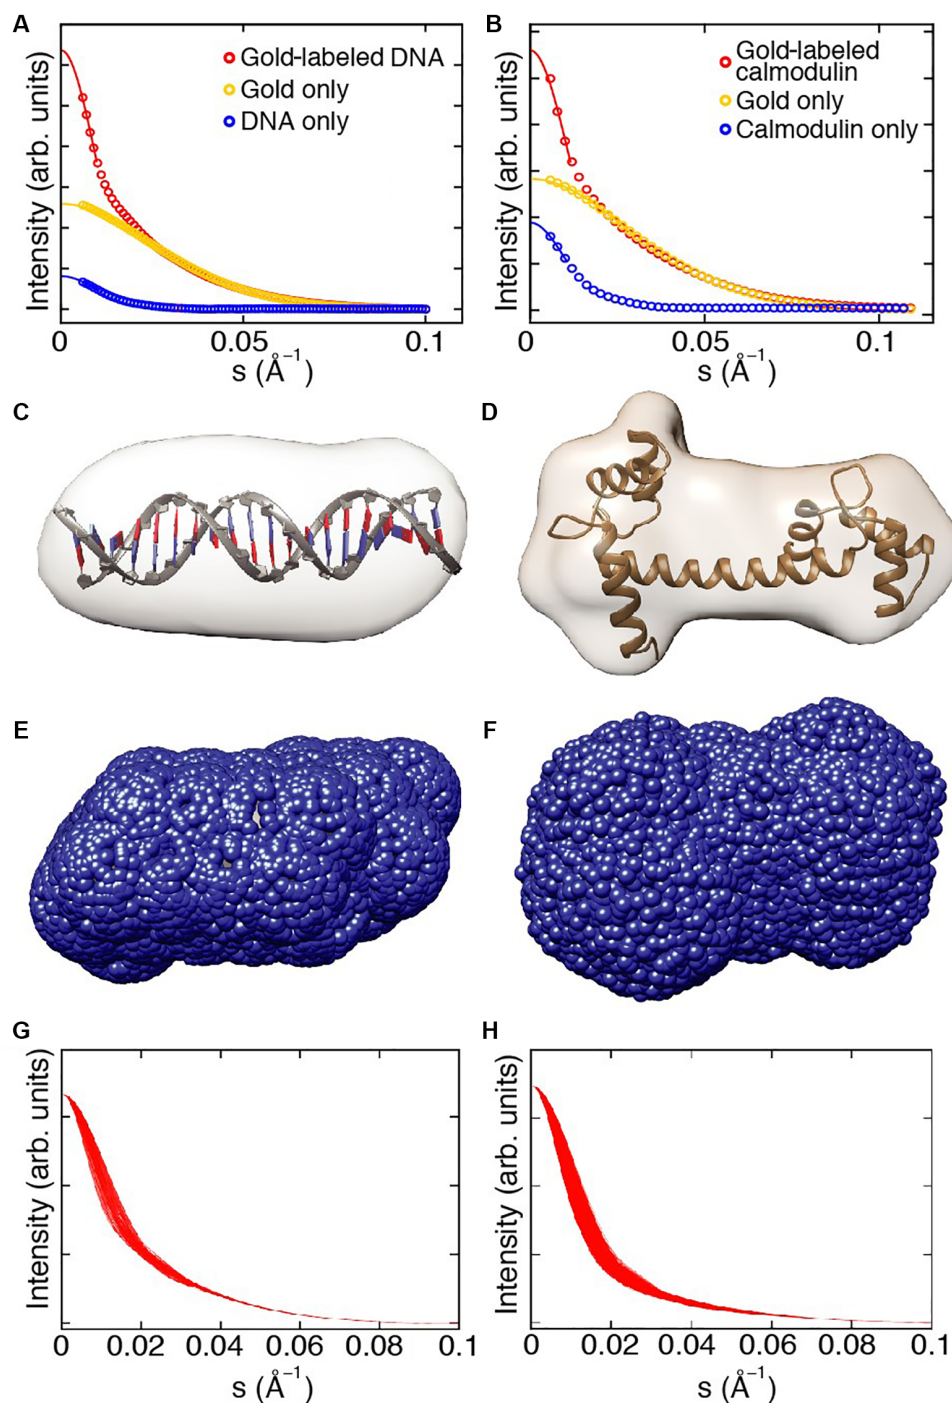 A
Intensity (arb. units)
Gold-labeled DNA
Gold only
DNA only
0
0.05
0.1
s (Å⁻¹)
B
Intensity (arb. units)
Gold-labeled
calmodulin
Gold only
Calmodulin only
0
0.05
0.1
s (Å⁻¹)
C
D
E
F
G
Intensity (arb. units)
0
0.02
0.04
0.06
0.08
0.1
s (Å⁻¹)
H
Intensity (arb. units)
0
0.02
0.04
0.06
0.08
0.1
s (Å⁻¹)